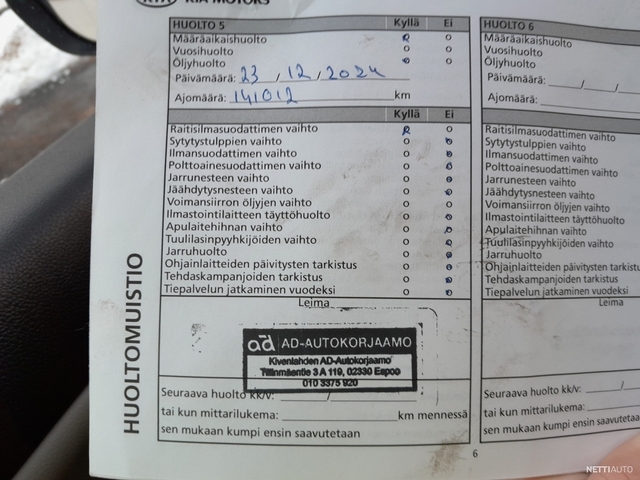 KIA MOTORS
HUOLTO 5 Kyllä Ei
Määräaikaishuolto o o
Vuosihuolto o o
Öljyhuolto o o
Päivämäärä: 23 / 12 / 2024
Ajomäärä: 141012 km
Kyllä Ei
Raitisilmasuodattimen vaihto o o
Sytytystulppien vaihto o o
Ilmansuodattimen vaihto o o
Polttoainesuodattimen vaihto o o
Jarrunesteen vaihto o o
Jäähdytysnesteen vaihto o o
Voimansiirron öljyjen vaihto o o
Ilmastointilaitteen täyttöhuolto o o
Apulaitehihnan vaihto o o
Tuulilasinpyyhkijöiden vaihto o o
Jarruhuolto o o
Ohjainlaitteiden päivitysten tarkistus o o
Tehdaskampanjoiden tarkistus o o
Tiepalvelun jatkaminen vuodeksi o o
Leima
ad AD-AUTOKORJAAMO
Kivenlahden AD-Autokorjaamo
Tillinmäentie 3 A 119, 02330 Espoo
010 3375 920
Seuraava huolto kk/v: /
tai kun mittarilukema: km mennessä
sen mukaan kumpi ensin saavutetaan
HUOLTOMUISTIO
6
HUOLTO 6
Määräaikaishuolto
Vuosihuolto
Öljyhuolto
Päivämäärä: / /
Ajomäärä:
Raitisilmasuodattimen vaihto
Sytytystulppien vaihto
Ilmansuodattimen vaihto
Polttoainesuodattimen vaihto
Jarrunesteen vaihto
Jäähdytysnesteen vaihto
Voimansiirron öljyjen vaihto
Ilmastointilaitteen täyttöhuolto
Apulaitehihnan vaihto
Tuulilasinpyyhkijöiden vaihto
Jarruhuolto
Ohjainlaitteiden päivitysten
Tehdaskampanjoiden tarkistus
Tiepalvelun jatkaminen vuodeksi
Leima
Seuraava huolto kk/v: /
tai kun mittarilukema:
sen mukaan kumpi ensin
NETTIAUTO